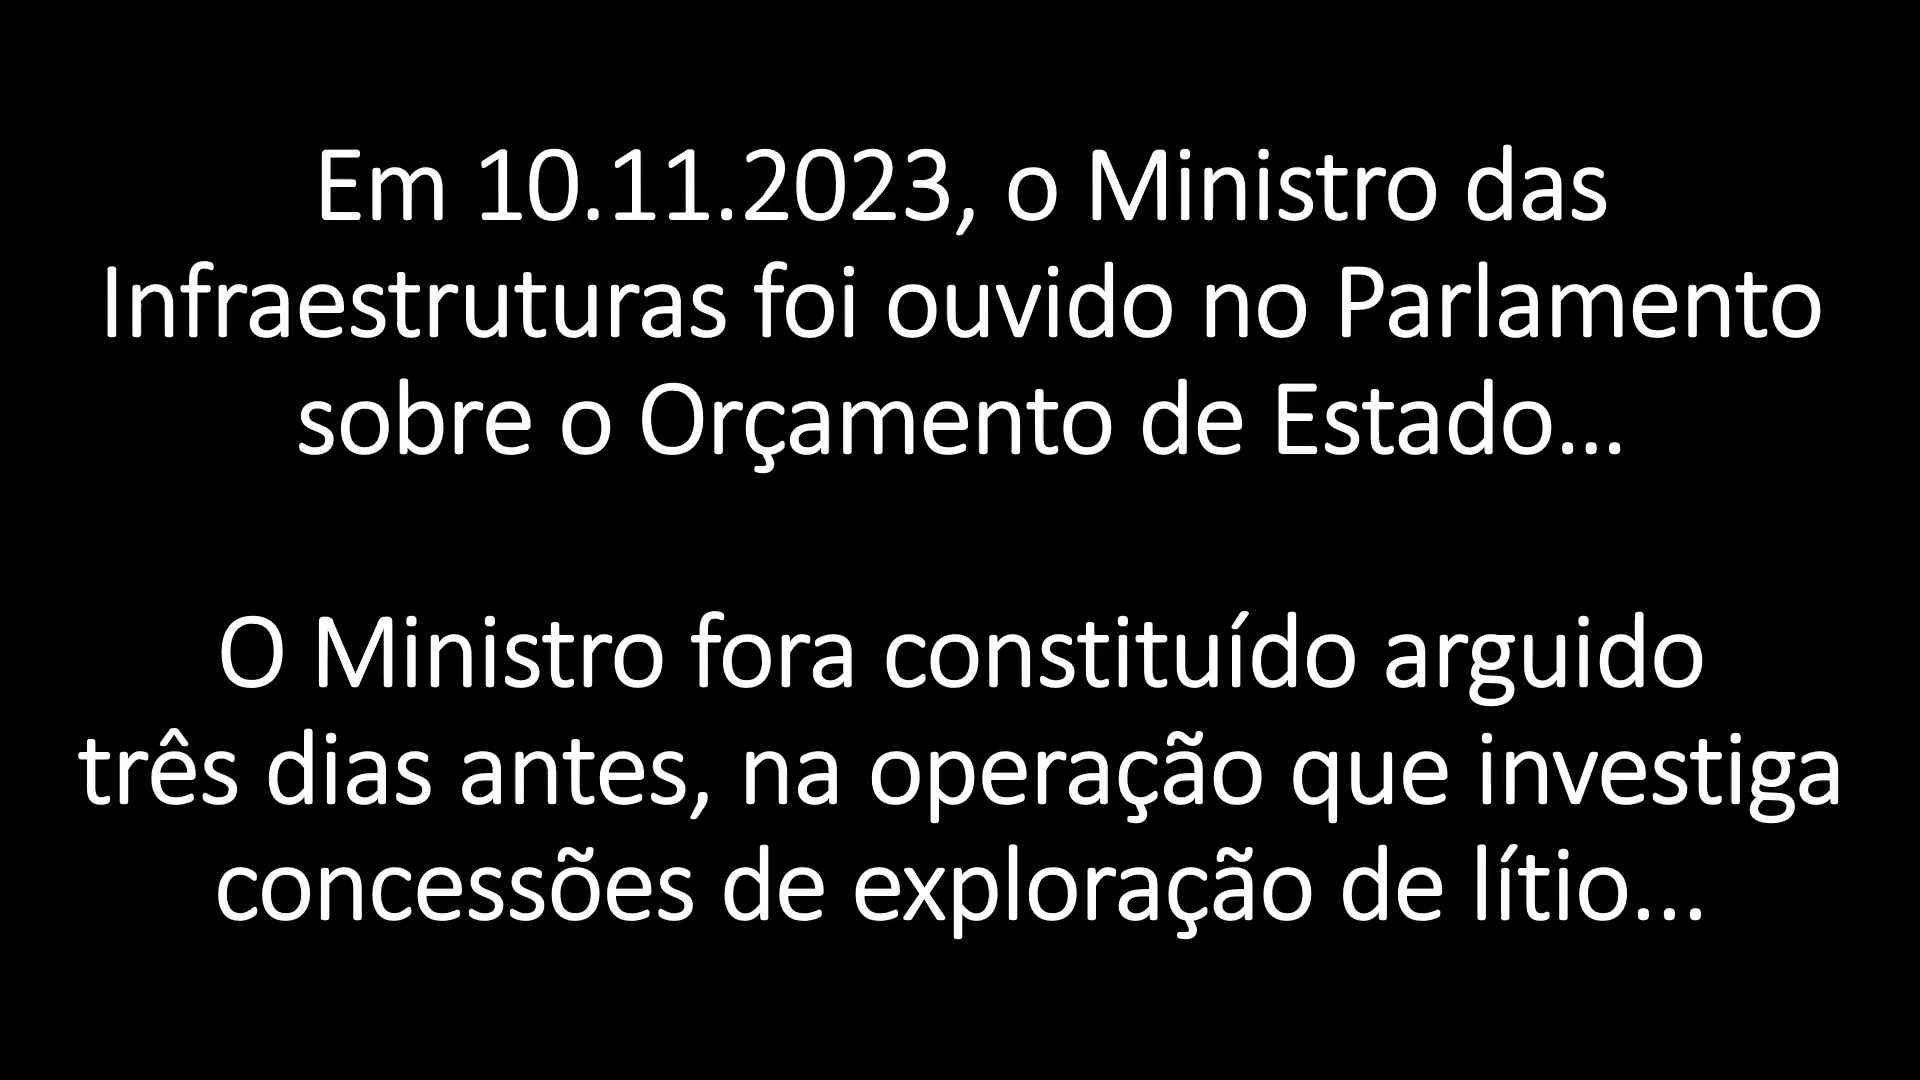 Em 10.11.2023, o Ministro das
Infraestruturas foi ouvido no Parlamento
sobre o Orçamento de Estado...
O Ministro fora constituído arguido
três dias antes, na operação que investiga
concessões de exploração de lítio...